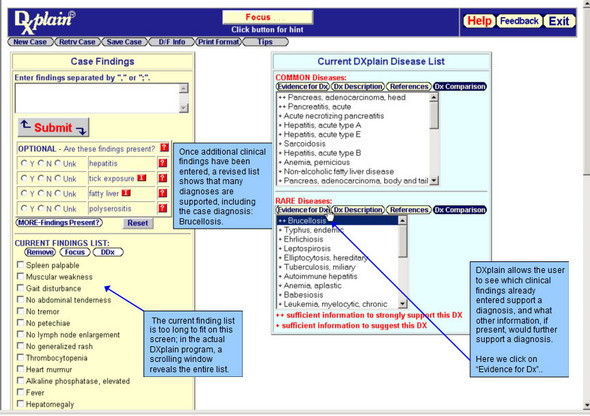 DXplain
Focus . . .
Click button for hint
Help
Feedback
Exit
New Case
Retrv Case
Save Case
D/F Info
Print Format
Tips
Case Findings
Enter findings separated by "," or ";".
Submit
OPTIONAL - Are these findings present? ?
Y N Unk hepatitis ?
Y N Unk tick exposure I ?
Y N Unk fatty liver I ?
Y N Unk polyserositis ?
(MORE-Findings Present?)
Reset
CURRENT FINDINGS LIST:
Remove
Focus
DDx
Spleen palpable
Muscular weakness
Gait disturbance
No abdominal tenderness
No tremor
No petechiae
No lymph node enlargement
No generalized rash
Thrombocytopenia
Heart murmur
Alkaline phosphatase, elevated
Fever
Hepatomegaly
Once additional clinical
findings have been
entered, a revised list
shows that many
diagnoses are
supported, including
the case diagnosis:
Brucellosis.
The current finding list
is too long to fit on this
screen; in the actual
DXplain program, a
scrolling window
reveals the entire list.
Current DXplain Disease List
COMMON Diseases:
Evidence for Dx
Dx Description
References
Dx Comparison
++ Pancreas, adenocarcinoma, head
++ Pancreatitis, acute
+ Acute necrotizing pancreatitis
+ Hepatitis, acute type A
+ Hepatitis, acute type E
+ Sarcoidosis
+ Hepatitis, acute type B
+ Anemia, pernicious
+ Non-alcoholic fatty liver disease
+ Pancreas, adenocarcinoma, body and tail
RARE Diseases:
Evidence for Dx
Dx Description
References
Dx Comparison
++ Brucellosis
+ Typhus, endemic
+ Ehrlichiosis
+ Leptospirosis
+ Elliptocytosis, hereditary
+ Tuberculosis, miliary
+ Autoimmune hepatitis
+ Anemia, aplastic
+ Babesiosis
+ Leukemia, myelocytic, chronic
++ sufficient information to strongly support this DX
+ sufficient information to suggest this DX
DXplain allows the user
to see which clinical
findings already
entered support a
diagnosis, and what
other information, if
present, would further
support a diagnosis.
Here we click on
"Evidence for Dx"..